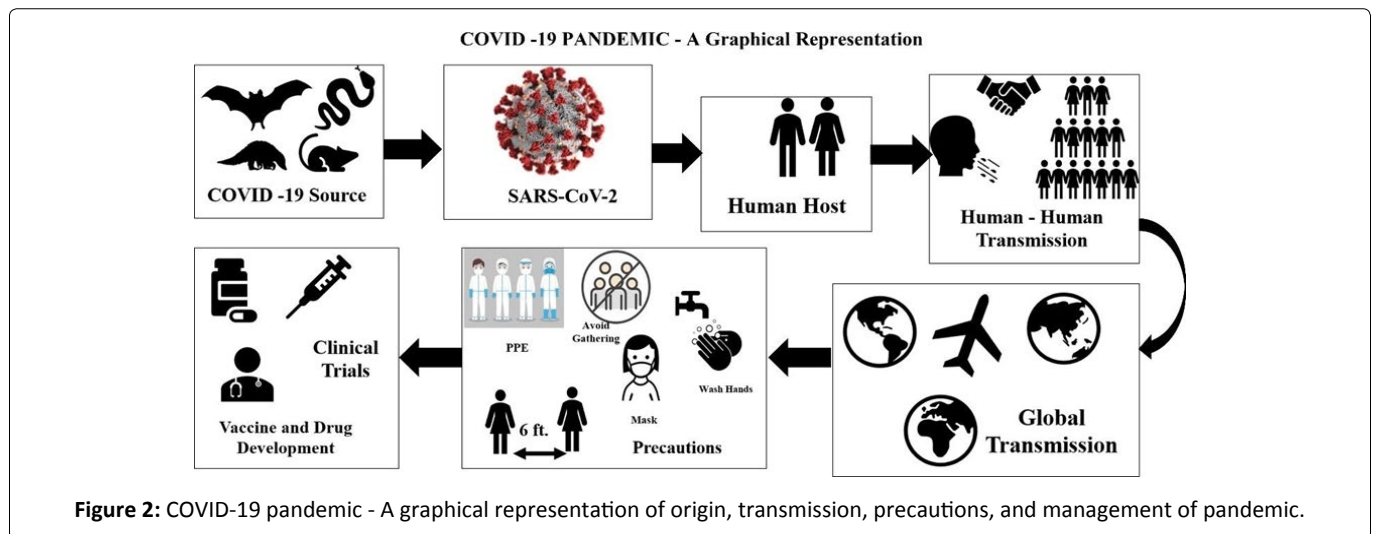 COVID -19 PANDEMIC - A Graphical Representation
COVID -19 Source
SARS-CoV-2
Human Host
Human - Human
Transmission
Global
Transmission
PPE
Avoid
Gathering
Wash Hands
Mask
6 ft.
Precautions
Clinical
Trials
Vaccine and Drug
Development
Figure 2: COVID-19 pandemic - A graphical representation of origin, transmission, precautions, and management of pandemic.